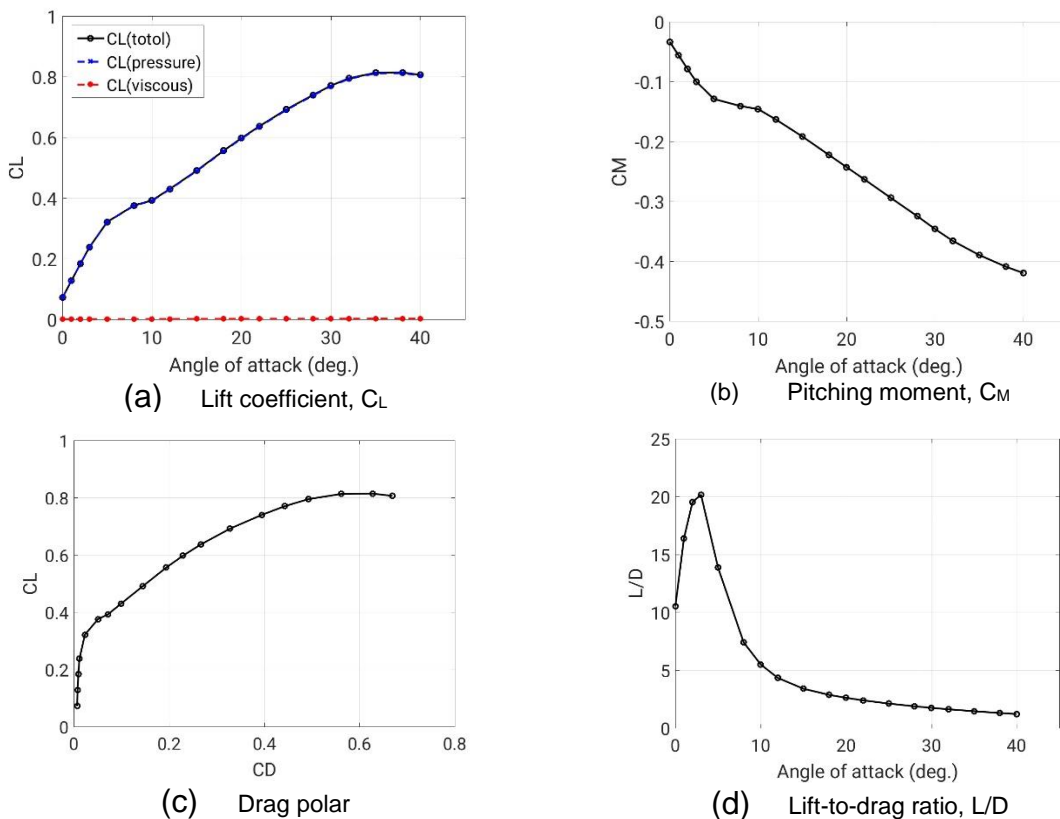 1
0.8
0.6
0.4
0.2
0
CL
CL(totol)
CL(pressure)
CL(viscous)
0 10 20 30 40
Angle of attack (deg.)
(a) Lift coefficient, CL
0
-0.1
-0.2
-0.3
-0.4
-0.5
CM
0 10 20 30 40
Angle of attack (deg.)
(b) Pitching moment, CM
1
0.8
0.6
0.4
0.2
0
CL
0 0.2 0.4 0.6 0.8
CD
(c) Drag polar
25
20
15
10
5
0
L/D
0 10 20 30 40
Angle of attack (deg.)
(d) Lift-to-drag ratio, L/D